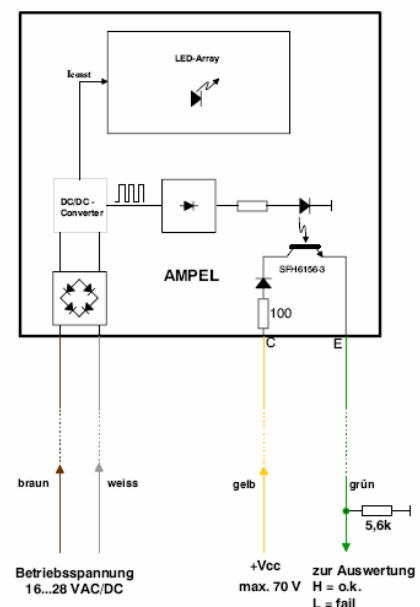 LED-Array
Iconst
DC/DC -
Converter
SFH6156-3
AMPEL
100
C
E
braun
weiss
gelb
grün
5,6k
Betriebsspannung
16...28 VAC/DC
+Vcc
max. 70 V
zur Auswertung
H = o.k.
L = fail